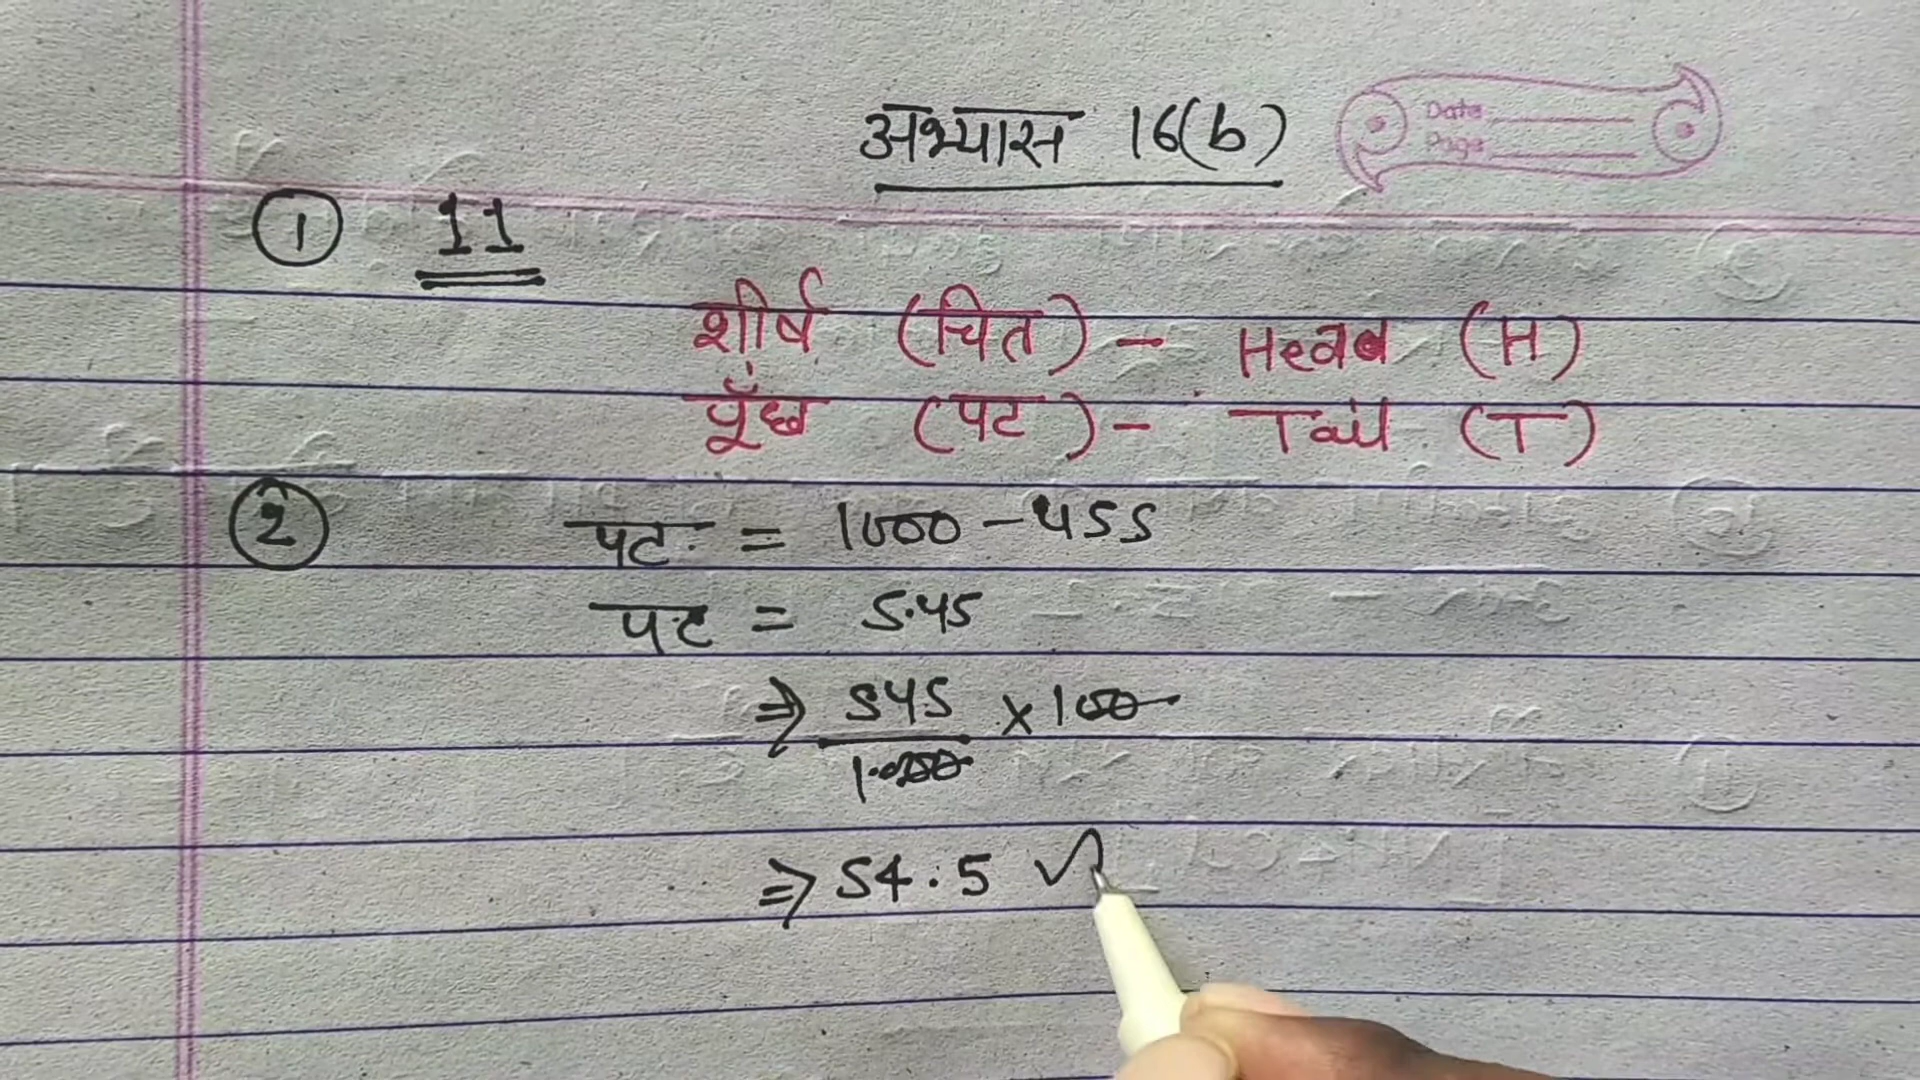 अभ्यास 16(b)
Date
Page
① 11
शीर्ष (चित) - Head (H)
पूँछ (पट) - Tail (T)
② पट = 1000 - 455
पट = 545
⇒ 545/1000 × 100
⇒ 54.5